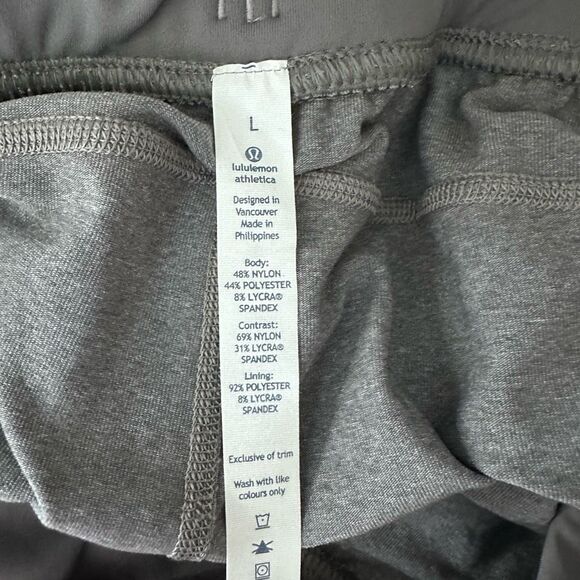 L
lululemon
athletica
Designed in
Vancouver
Made in
Philippines
Body:
48% NYLON
44% POLYESTER
8% LYCRA®
SPANDEX
Contrast:
69% NYLON
31% LYCRA®
SPANDEX
Lining:
92% POLYESTER
8% LYCRA®
SPANDEX
Exclusive of trim
Wash with like
colours only